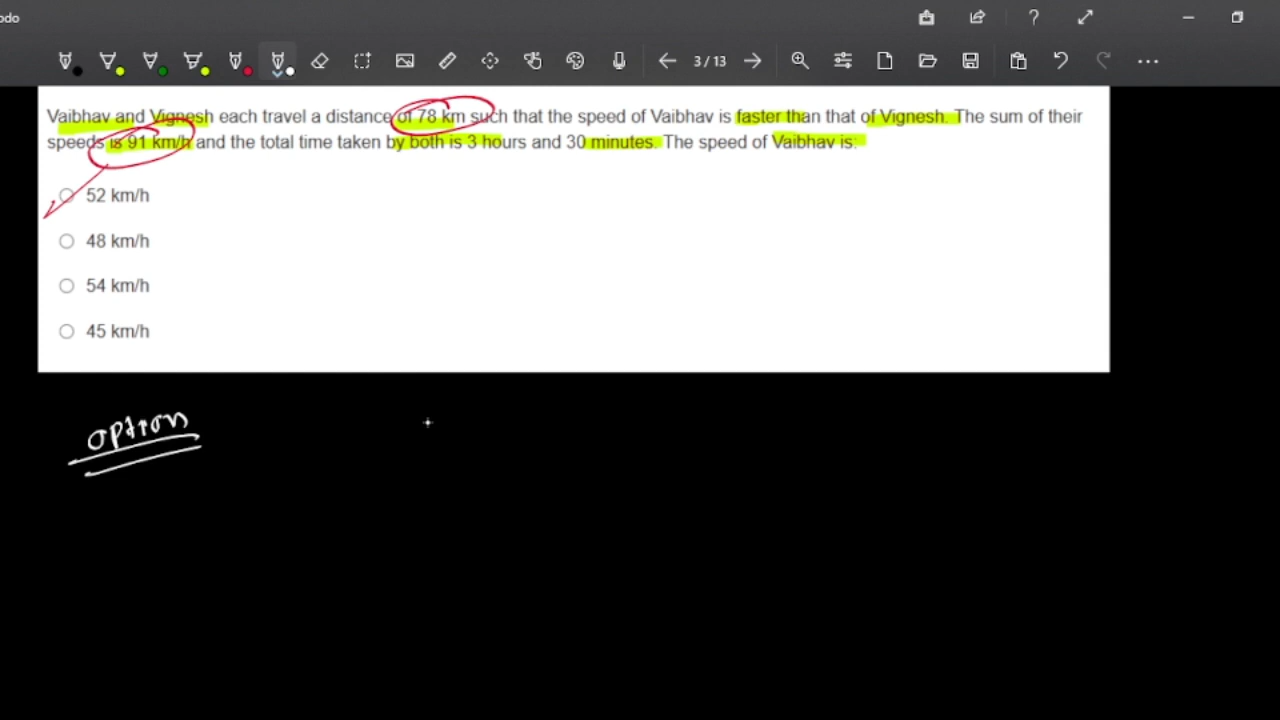 odo
3 / 13
Vaibhav and Vignesh each travel a distance of 78 km such that the speed of Vaibhav is faster than that of Vignesh. The sum of their
speeds is 91 km/h and the total time taken by both is 3 hours and 30 minutes. The speed of Vaibhav is:
52 km/h
48 km/h
54 km/h
45 km/h
option